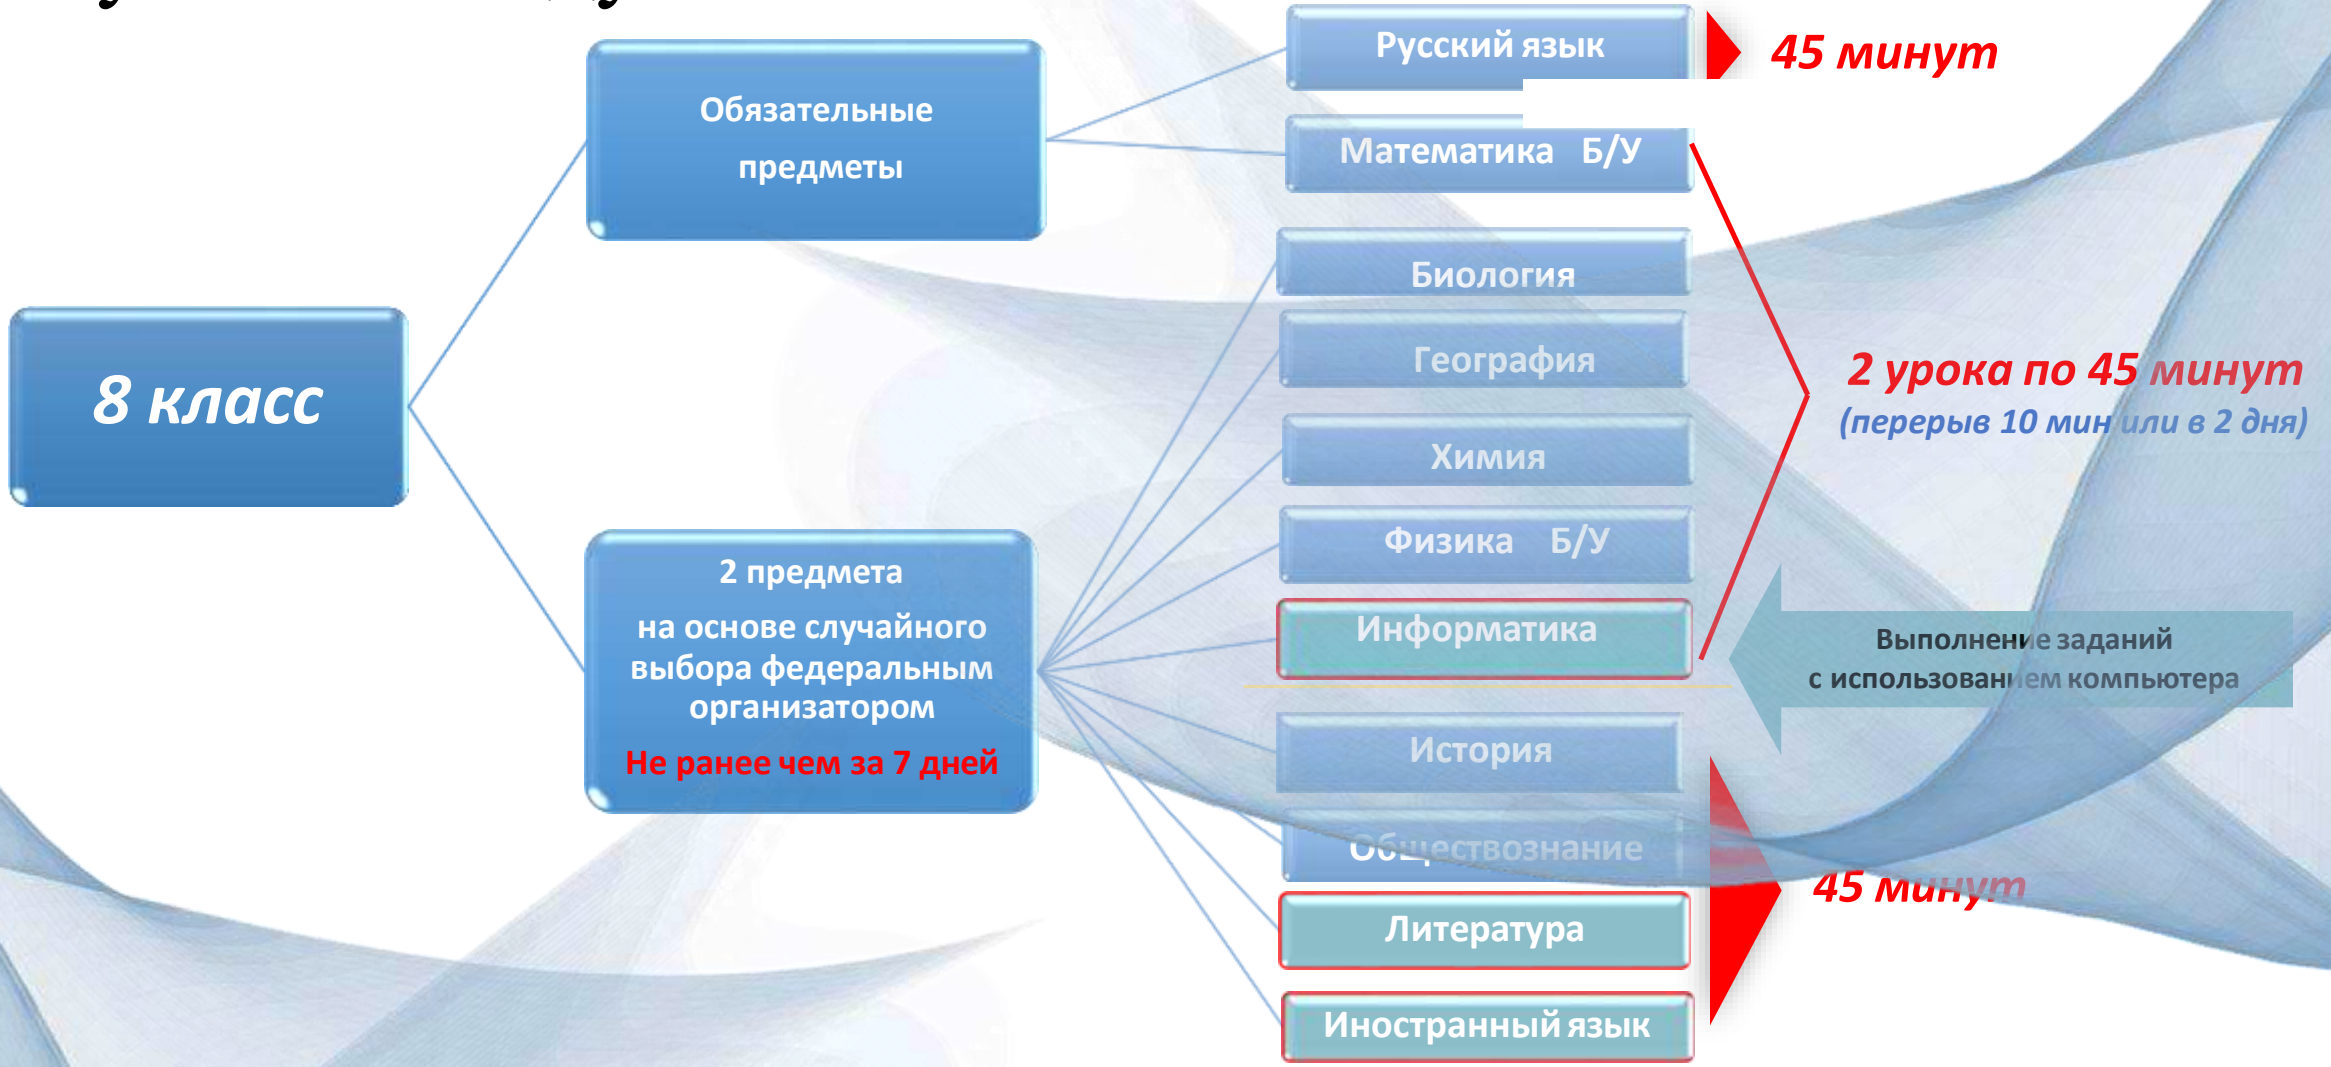 8 класс
Обязательные
предметы
2 предмета
на основе случайного
выбора федеральным
организатором
Не ранее чем за 7 дней
Русский язык
Математика Б/У
Биология
География
Химия
Физика Б/У
Информатика
История
Обществознание
Литература
Иностранный язык
45 минут
2 урока по 45 минут
(перерыв 10 мин или в 2 дня)
Выполнение заданий
с использованием компьютера
45 минут